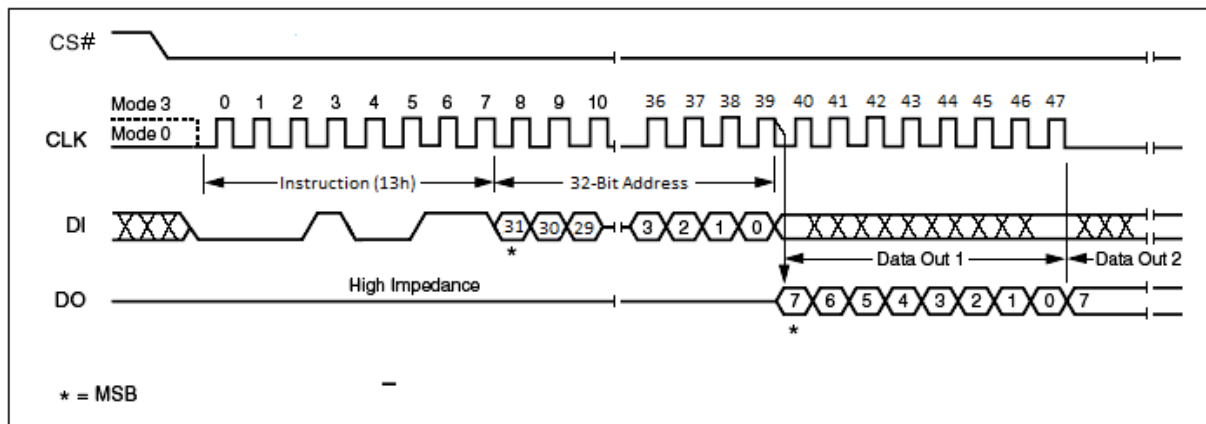 CS#
Mode 3 0 1 2 3 4 5 6 7 8 9 10 36 37 38 39 40 41 42 43 44 45 46 47
CLK Mode 0
Instruction (13h) 32-Bit Address
DI 31 30 29 3 2 1 0
* Data Out 1 Data Out 2
High Impedance
DO 7 6 5 4 3 2 1 0 7
*
* = MSB